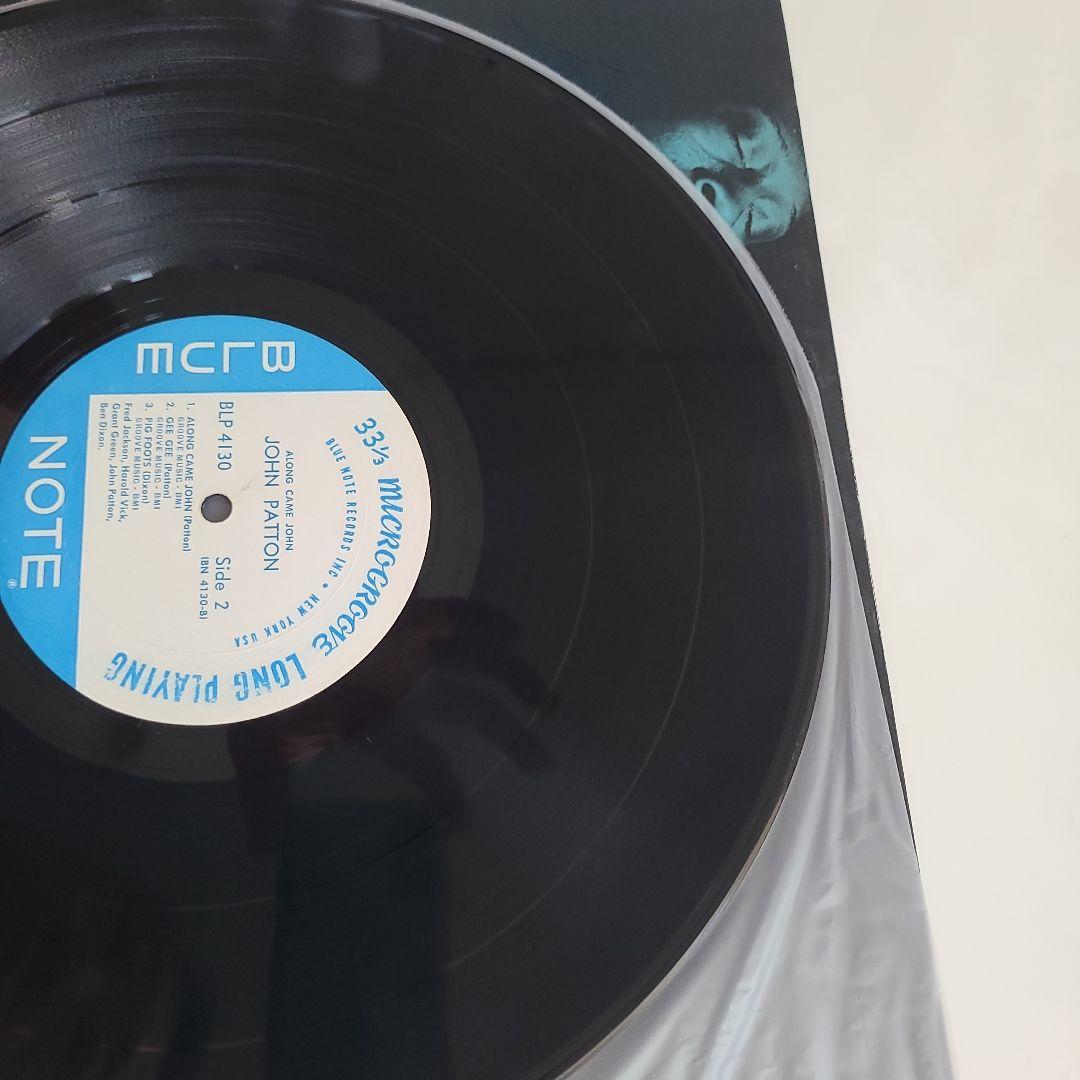 33⅓ MICROGROOVE LONG PLAYING
BLUE NOTE RECORDS INC • NEW YORK USA
ALONG CAME JOHN
JOHN PATTON
BLP 4130
Side 2
(BN 4130-B)
1. ALONG CAME JOHN (Patton)
GROOVE MUSIC - BMI
2. GEE GEE (Patton)
GROOVE MUSIC - BMI
3. PIG FOOTS (Dixon)
GROOVE MUSIC - BMI
Fred Jackson, Harold Vick,
Grant Green, John Patton,
Ben Dixon.
BLUE
NOTE®